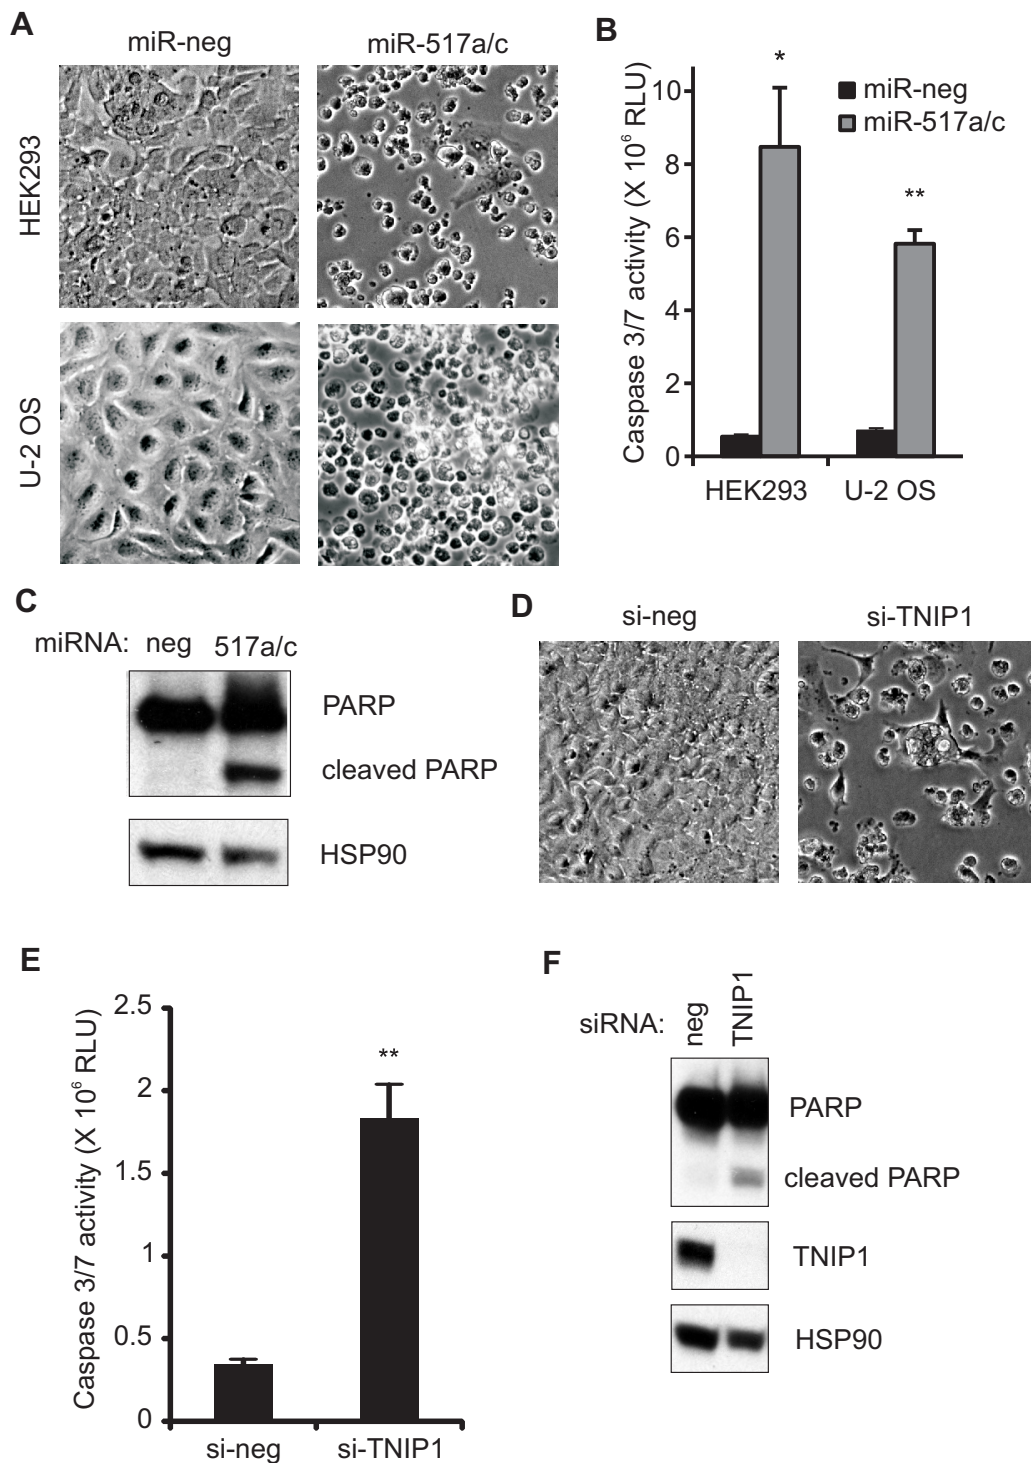 A
miR-neg
miR-517a/c
HEK293
U-2 OS
B
Caspase 3/7 activity (X 10⁶ RLU)
10
8
6
4
2
0
*
**
miR-neg
miR-517a/c
HEK293
U-2 OS
C
miRNA: neg 517a/c
PARP
cleaved PARP
HSP90
D
si-neg
si-TNIP1
E
Caspase 3/7 activity (X 10⁶ RLU)
2.5
2
1.5
1
0.5
0
**
si-neg
si-TNIP1
F
siRNA: neg TNIP1
PARP
cleaved PARP
TNIP1
HSP90